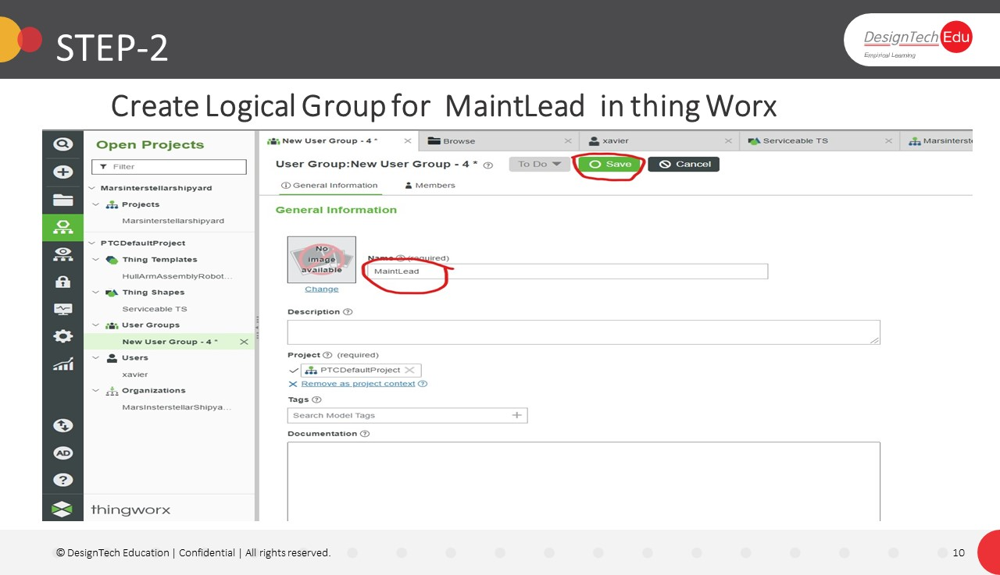 STEP-2
DesignTech Edu
Empirical Learning
Create Logical Group for MaintLead in thing Worx
Open Projects
Filter
Marsinterstellarshipyard
Projects
Marsinterstellarshipyard
PTCDefaultProject
Thing Templates
HullArmAssemblyRobot...
Thing Shapes
Serviceable TS
User Groups
New User Group - 4 *
Users
xavier
Organizations
MarsInsterstellarShipya...
AD
thingworx
New User Group - 4 *
Browse
xavier
Serviceable TS
Marsinterste
User Group:New User Group - 4 *
To Do
Save
Cancel
General Information
Members
General Information
No
image
available
Change
Name (required)
MaintLead
Description
Project (required)
PTCDefaultProject
Remove as project context
Tags
Search Model Tags
Documentation
© DesignTech Education | Confidential | All rights reserved.
10